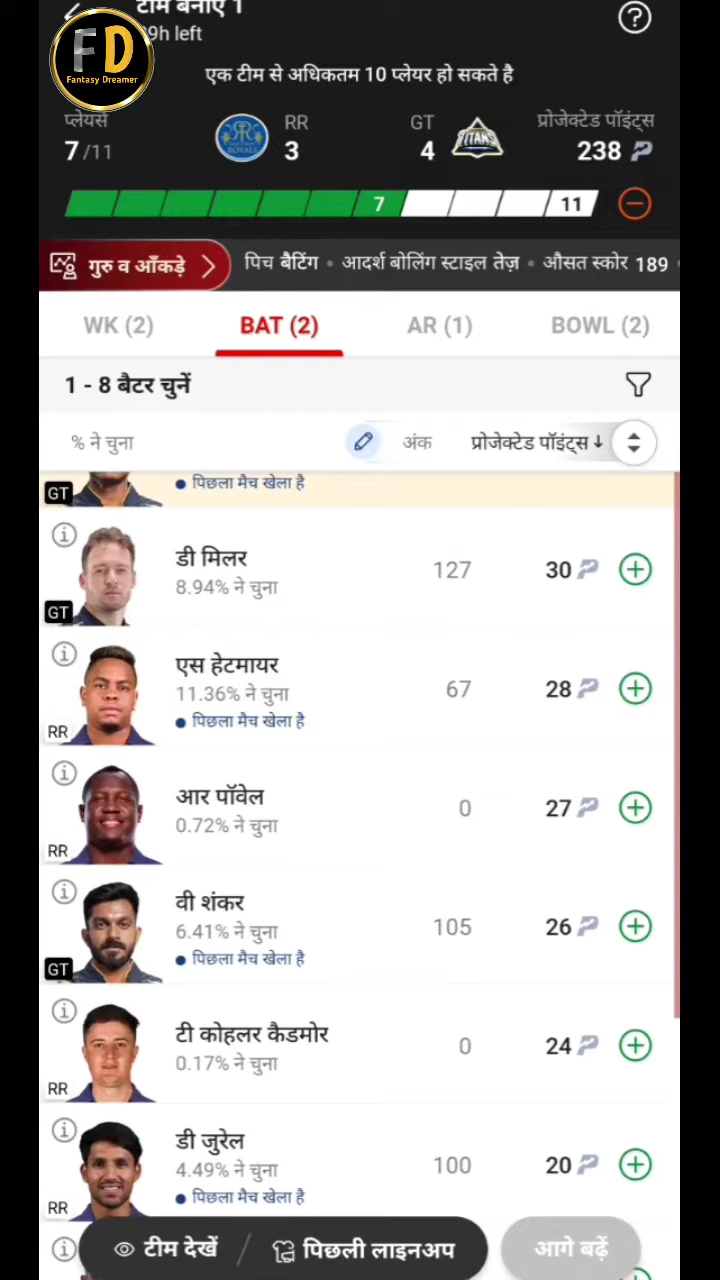 टीम बनाएं 1
9h left
FD
Fantasy Dreamer
एक टीम से अधिकतम 10 प्लेयर हो सकते है
प्लेयर्स RR GT प्रोजेक्टेड पॉइंट्स
7/11 3 4 238
7 11
गुरु व आँकड़े पिच बैटिंग • आदर्श बोलिंग स्टाइल तेज़ • औसत स्कोर 189
WK (2) BAT (2) AR (1) BOWL (2)
1 - 8 बैटर चुनें
% ने चुना अंक प्रोजेक्टेड पॉइंट्स ↓
GT पिछला मैच खेला है
डी मिलर
8.94% ने चुना 127 30
GT
एस हेटमायर
11.36% ने चुना 67 28
पिछला मैच खेला है
RR
आर पॉवेल
0.72% ने चुना 0 27
RR
वी शंकर
6.41% ने चुना 105 26
पिछला मैच खेला है
GT
टी कोहलर कैडमोर
0.17% ने चुना 0 24
RR
डी जुरेल
4.49% ने चुना 100 20
पिछला मैच खेला है
RR
टीम देखें / पिछली लाइनअप आगे बढ़ें